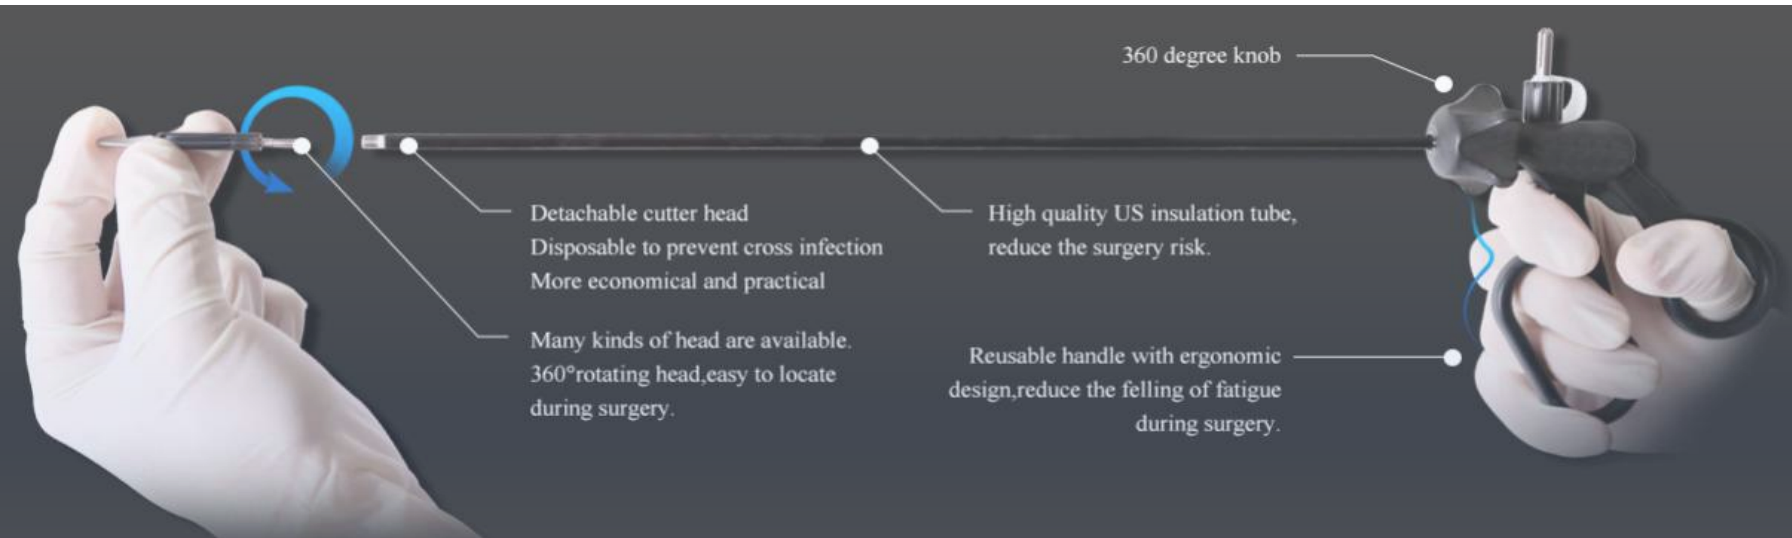 360 degree knob
Detachable cutter head
Disposable to prevent cross infection
More economical and practical
High quality US insulation tube,
reduce the surgery risk.
Many kinds of head are available.
360°rotating head,easy to locate
during surgery.
Reusable handle with ergonomic
design,reduce the felling of fatigue
during surgery.